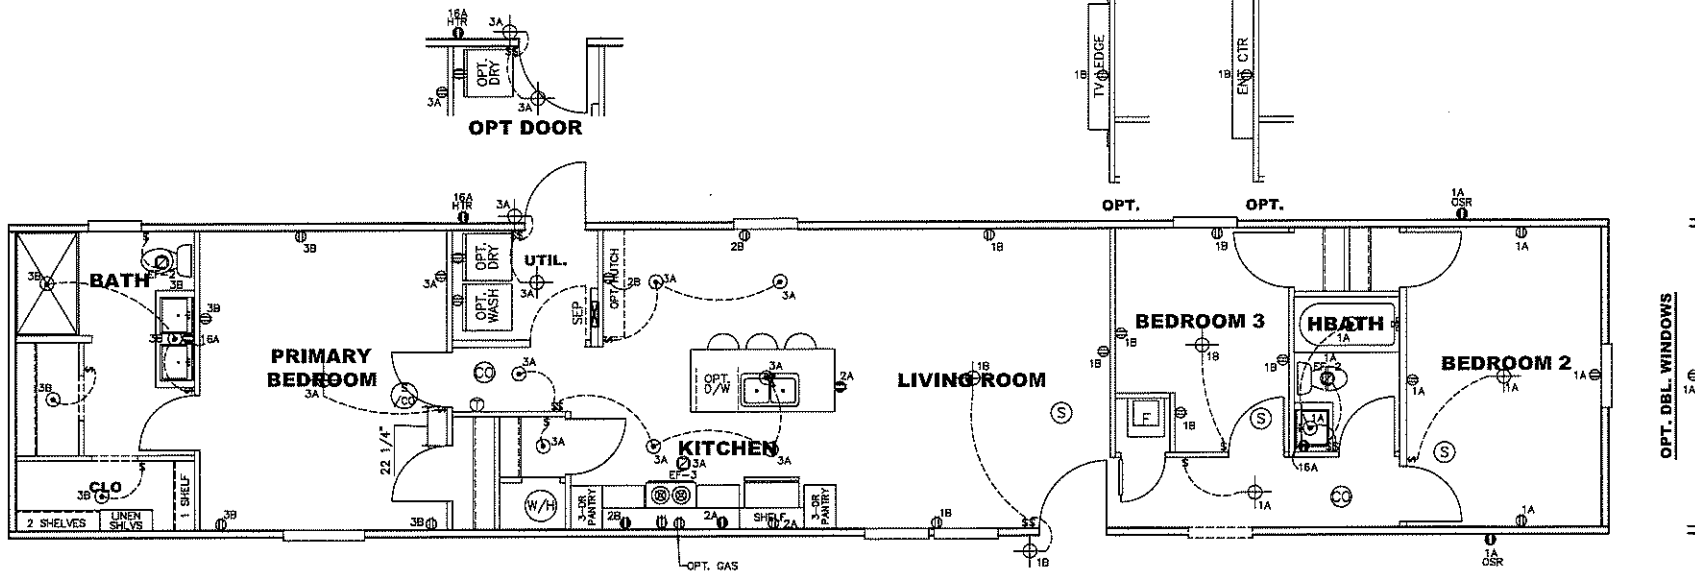 16A
HTR
3A
OPT.
DRY
3A
3A
OPT DOOR
1B
TV LEDGE
1B
ENT CTR
OPT.
OPT.
16A
HTR
3A
1A
OSR
3B
2B
1B
1B
1A
BATH
3B
EF-2
3B
3A
OPT.
DRY
UTIL.
3A
OPT.
WASH
SEP
OPT HUTCH
2B
3A
3A
3B
3B
16A
PRIMARY
BEDROOM
3A
CO
3A
S
/CO
T
OPT.
D/W
3A
2A
LIVING ROOM
1B
BEDROOM 3
1B
1B
HBATH
1A
1A
EF-2
BEDROOM 2
1A
1A
1A
1A
OPT. DBL. WINDOWS
3B
22 1/4"
3A
3A
KITCHEN
3A
3A
EF-3
S
F
1B
S
1A
16A
S
CLO
3B
1 SHELF
2 SHELVES
LINEN
SHLVS
3B
3B
W/H
3-DR
PANTRY
2B
2A
SHELF
2A
3-DR
PANTRY
1B
$$
1A
CO
1A
OPT. GAS
1B
1A
OSR